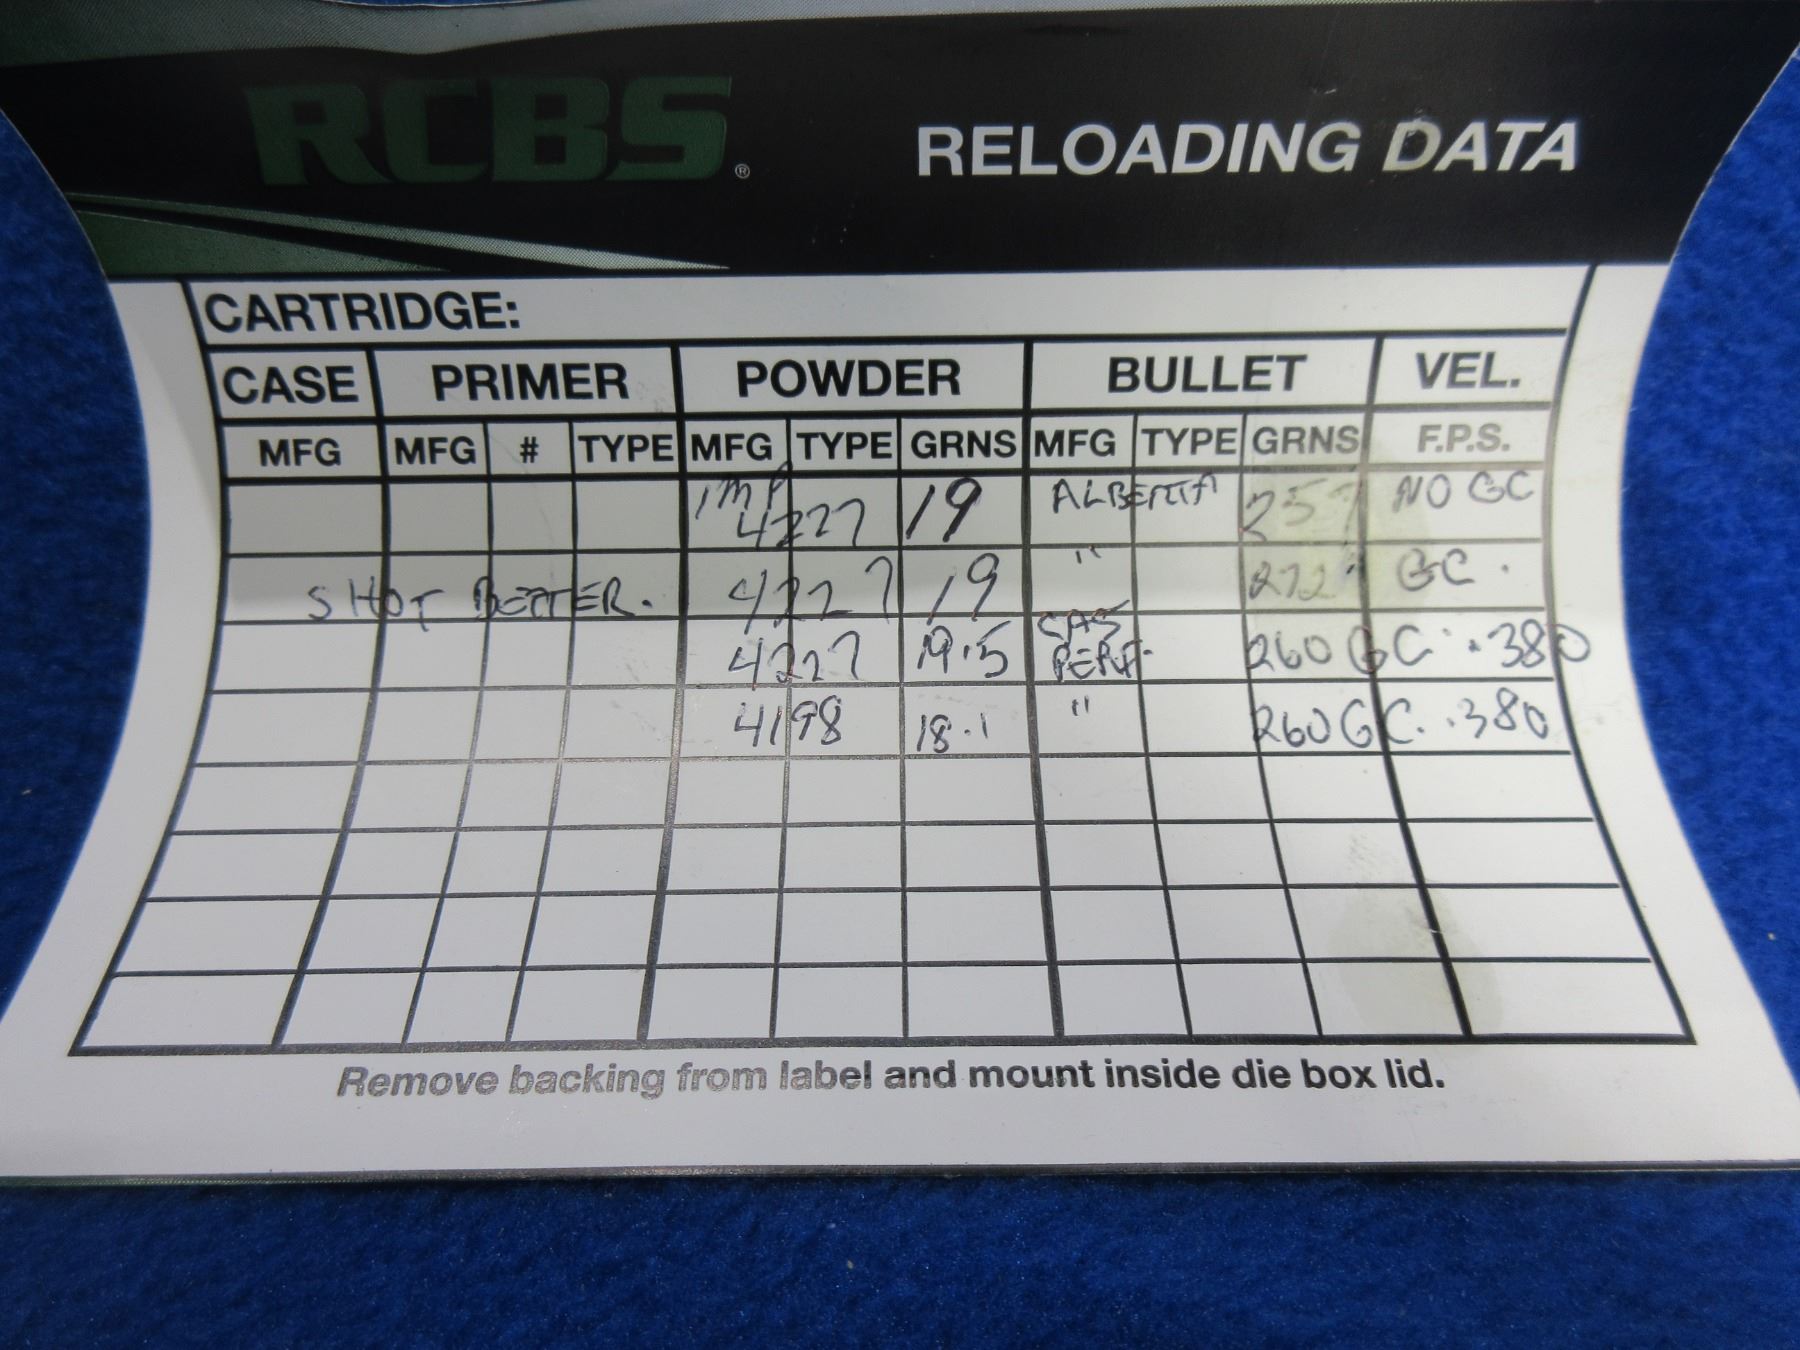 RCBS®
RELOADING DATA
CARTRIDGE:
CASE PRIMER POWDER BULLET VEL.
MFG MFG # TYPE MFG TYPE GRNS MFG TYPE GRNS F.P.S.
IMP 4227 19 ALBERTA 257 NO GC
SHOT BETTER. 4227 19 " 272 GC.
4227 19.5 CAS PERF. 260 GC. .380
4198 18.1 " 260 GC. .380
Remove backing from label and mount inside die box lid.